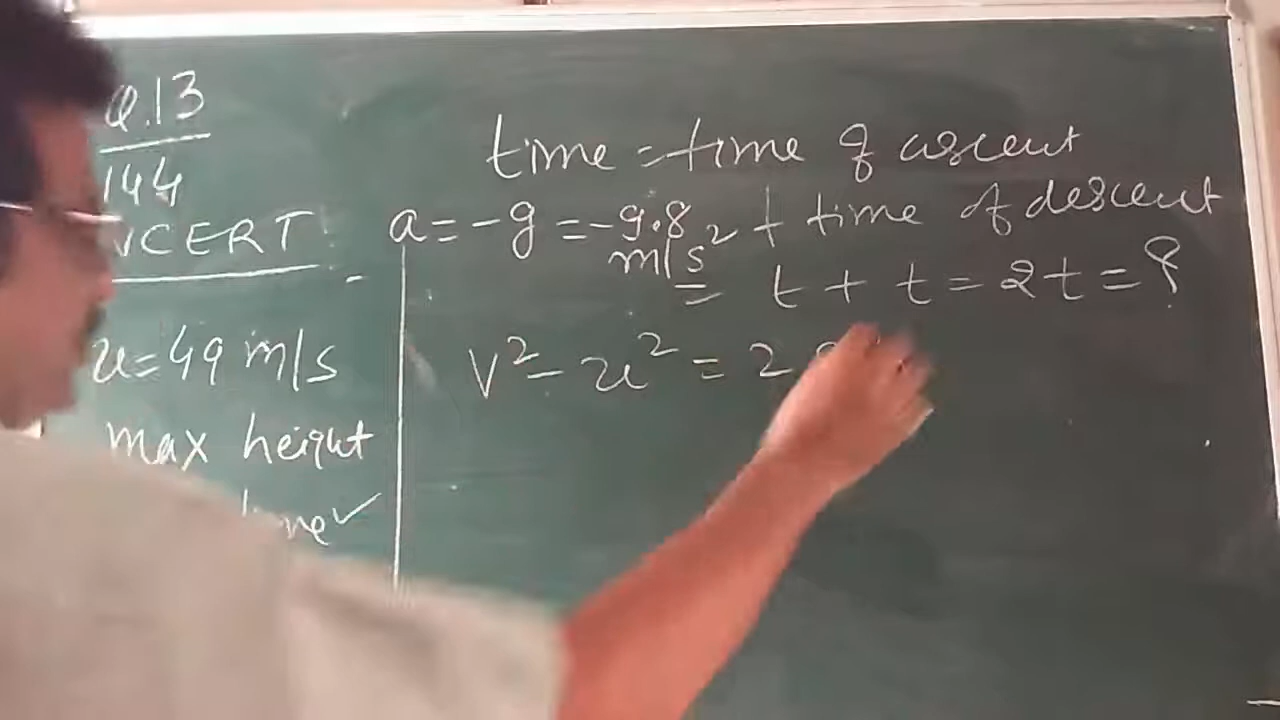 Q.13
144
NCERT
u=49 m/s
max height
time = time of ascent
+ time of descent
a=-g=-9.8
m/s²
= t + t = 2t = ?
v²- u² = 2